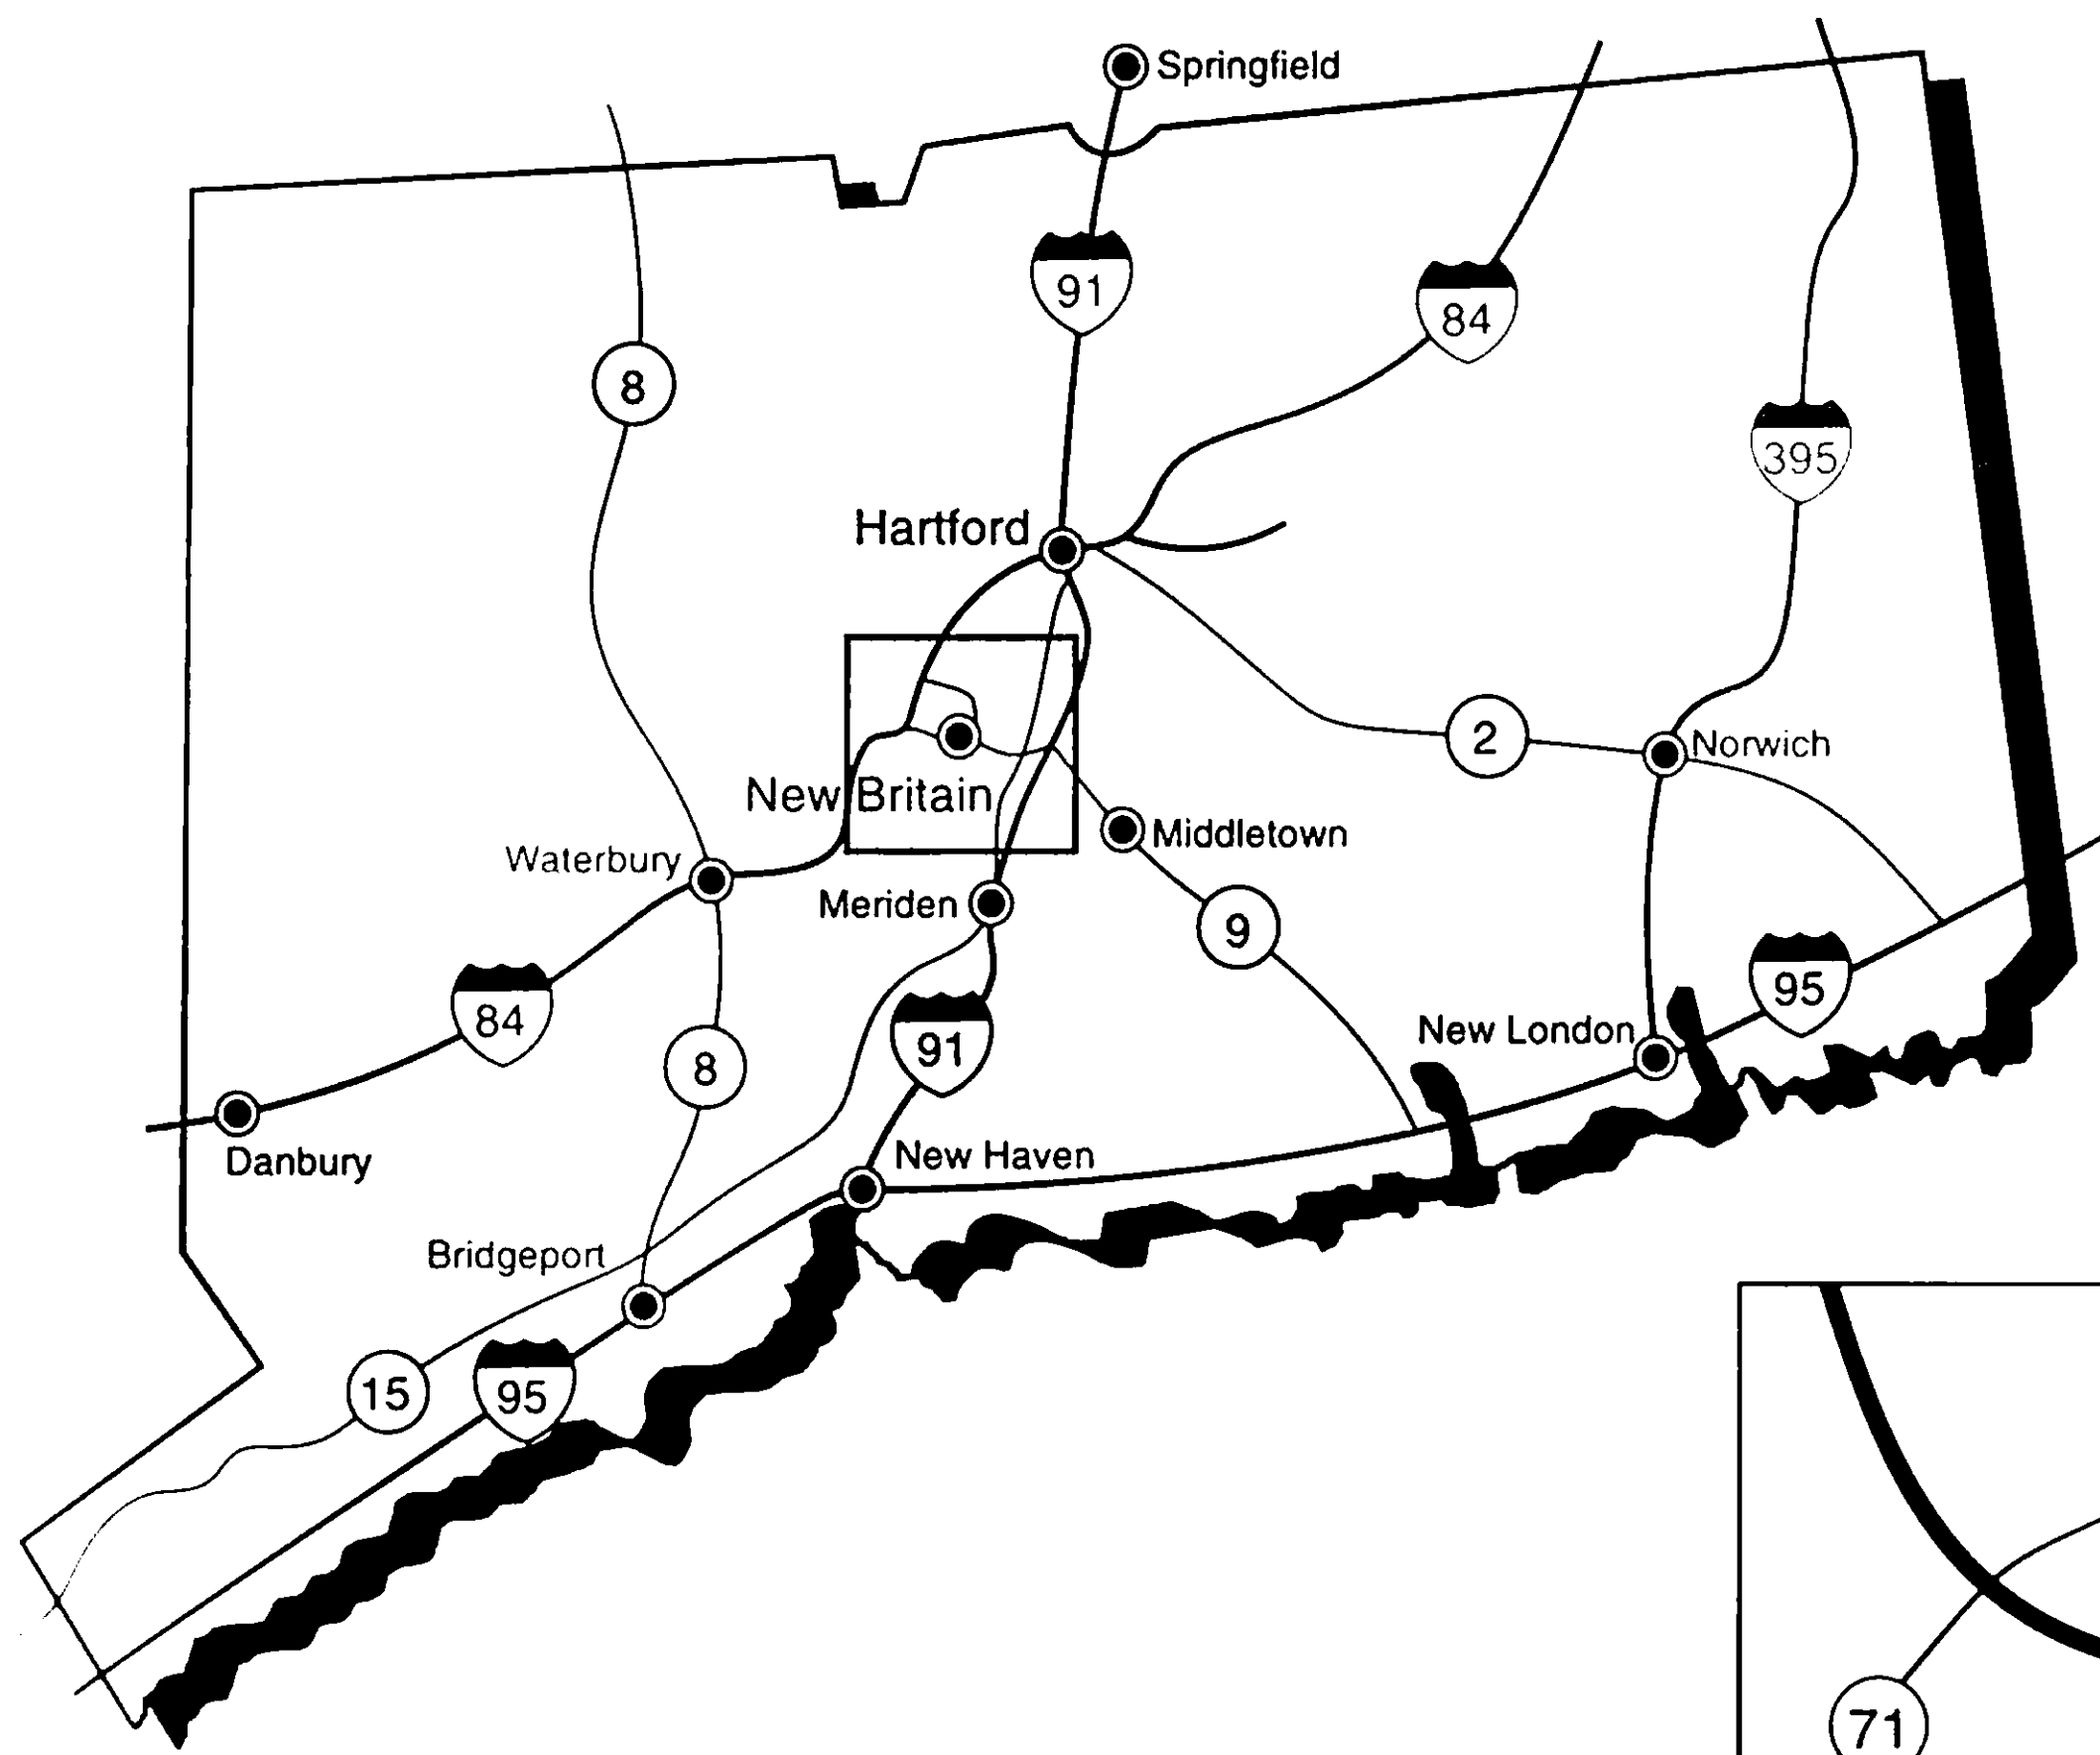 Springfield
91
84
8
395
Hartford
2
Norwich
New Britain
Middletown
Waterbury
Meriden
9
95
84
New London
91
8
Danbury
New Haven
Bridgeport
15
95
71